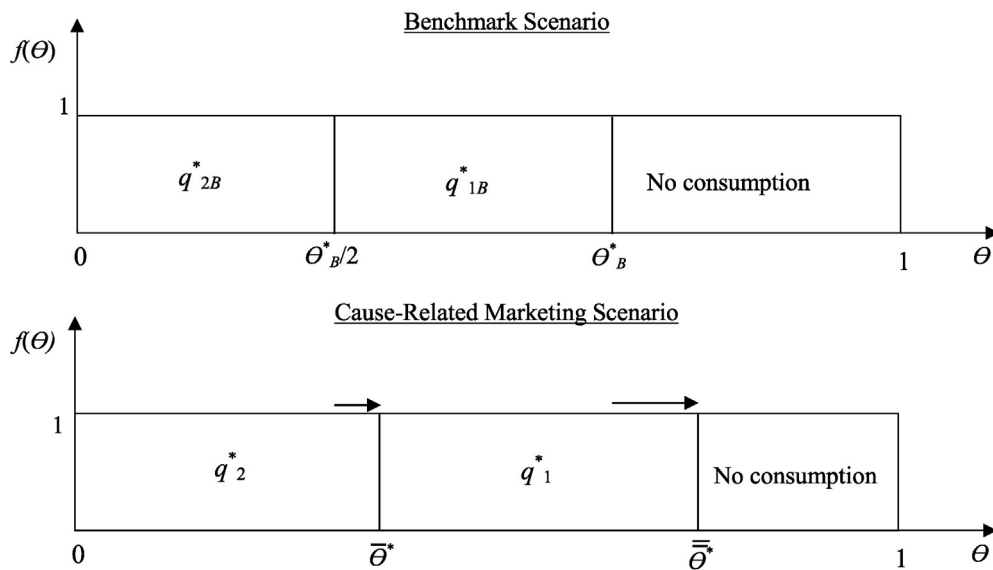 Benchmark Scenario
f(Θ)
1
q*2B
q*1B
No consumption
0
Θ*B/2
Θ*B
1
Θ
Cause-Related Marketing Scenario
f(Θ)
1
q*2
q*1
No consumption
0
Θ̅*
Θ̿*
1
Θ